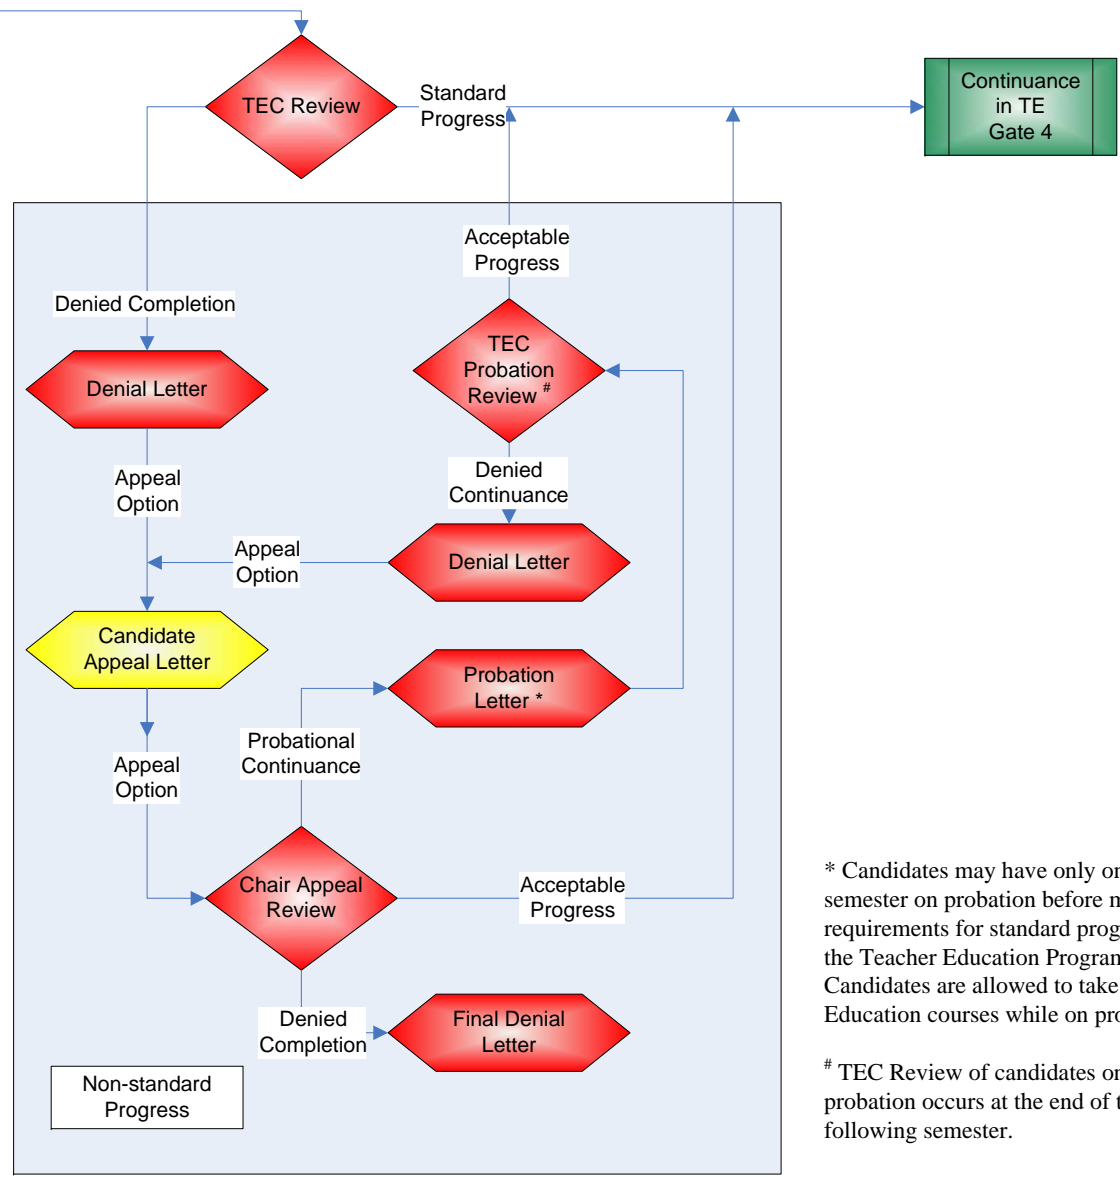 TEC Review
Standard
Progress
Continuance
in TE
Gate 4
Acceptable
Progress
Denied Completion
TEC
Probation
Review #
Denial Letter
Denied
Continuance
Appeal
Option
Appeal
Option
Denial Letter
Candidate
Appeal Letter
Probation
Letter *
Probational
Continuance
Appeal
Option
Chair Appeal
Review
Acceptable
Progress
Denied
Completion
Final Denial
Letter
Non-standard
Progress
* Candidates may have only
semester on probation before
requirements for standard
the Teacher Education
Candidates are allowed to take
Education courses while on
# TEC Review of candidates
probation occurs at the end of
following semester.